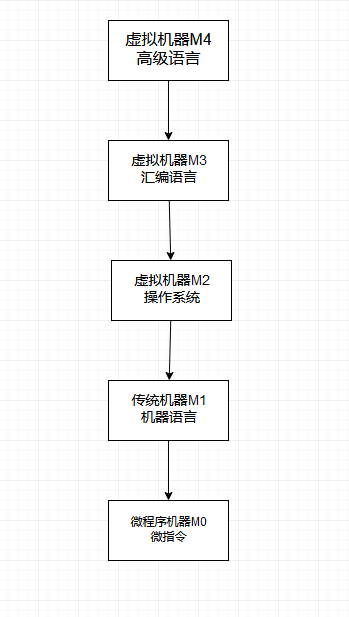 虚拟机器M4
高级语言
虚拟机器M3
汇编语言
虚拟机器M2
操作系统
传统机器M1
机器语言
微程序机器M0
微指令